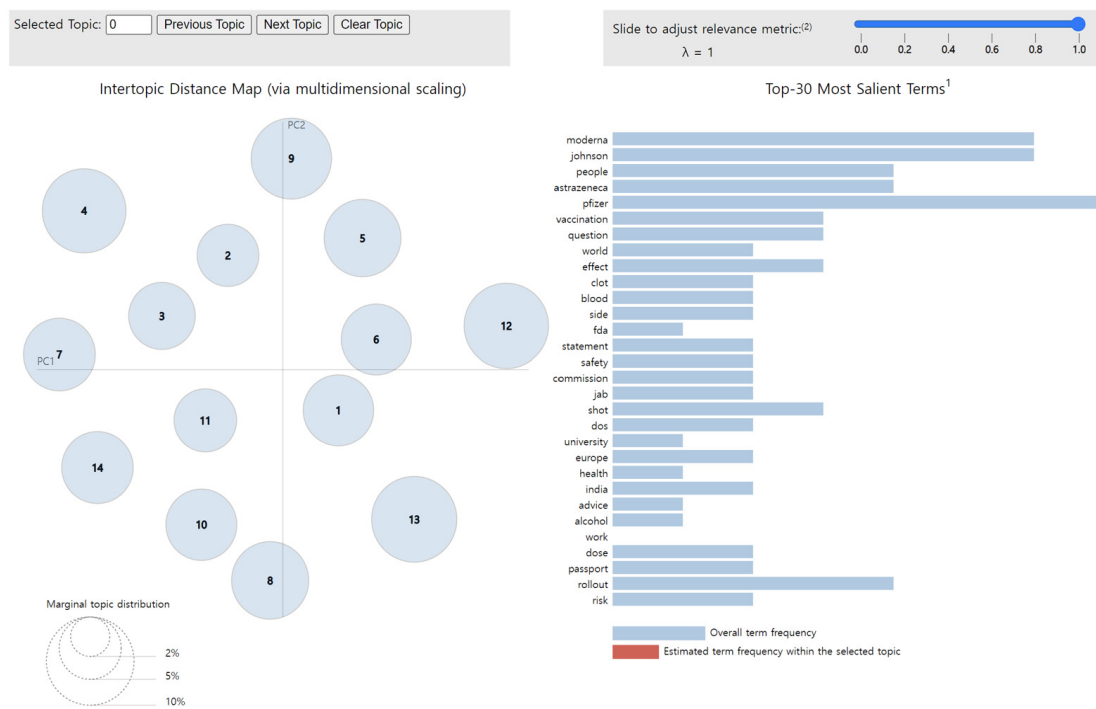 Selected Topic: 0 Previous Topic Next Topic Clear Topic
Slide to adjust relevance metric:(2)
λ = 1
0.0 0.2 0.4 0.6 0.8 1.0
Intertopic Distance Map (via multidimensional scaling)
PC2
PC1
9
4
5
2
3
12
6
7
1
11
14
13
10
8
Marginal topic distribution
2%
5%
10%
Top-30 Most Salient Terms1
moderna
johnson
people
astrazeneca
pfizer
vaccination
question
world
effect
clot
blood
side
fda
statement
safety
commission
jab
shot
dos
university
europe
health
india
advice
alcohol
work
dose
passport
rollout
risk
Overall term frequency
Estimated term frequency within the selected topic